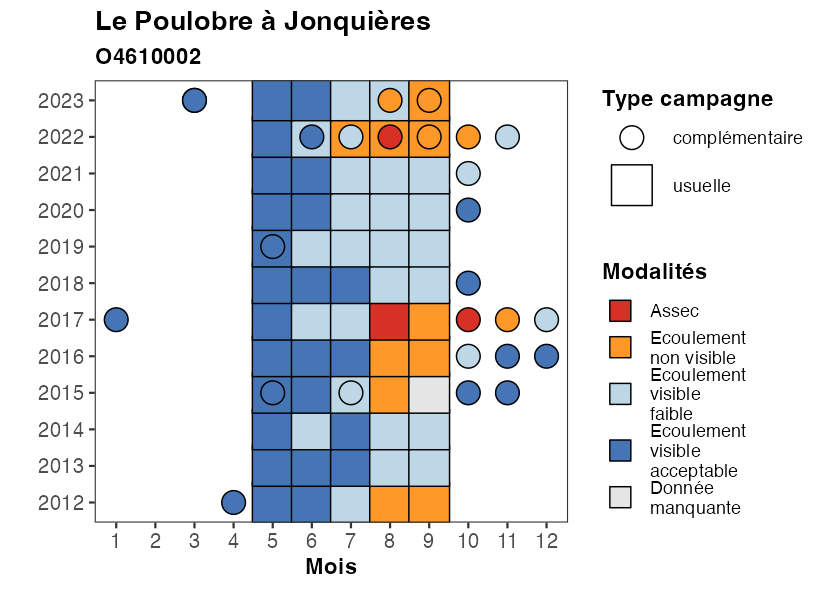 Le Poulobre à Jonquières
O4610002
2023
2022
2021
2020
2019
2018
2017
2016
2015
2014
2013
2012
1 2 3 4 5 6 7 8 9 10 11 12
Mois
Type campagne
complémentaire
usuelle
Modalités
Assec
Ecoulement
non visible
Ecoulement
visible
faible
Ecoulement
visible
acceptable
Donnée
manquante